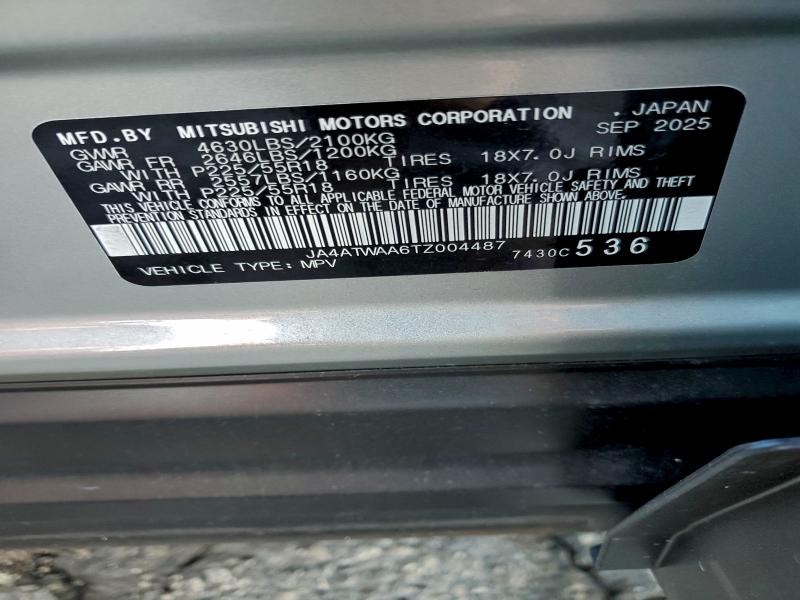 MFD.BY MITSUBISHI MOTORS CORPORATION . JAPAN
SEP 2025
GVWR 4630LBS/2100KG
GAWR FR 2646LBS/1200KG
WITH P225/55R18 TIRES 18X7.0J RIMS
GAWR RR 2557LBS/1160KG
WITH P225/55R18 TIRES 18X7.0J RIMS
THIS VEHICLE CONFORMS TO ALL APPLICABLE FEDERAL MOTOR VEHICLE SAFETY AND THEFT
PREVENTION STANDARDS IN EFFECT ON THE DATE OF MANUFACTURE SHOWN ABOVE.
JA4ATWAA6TZ004487
VEHICLE TYPE: MPV 7430C 536